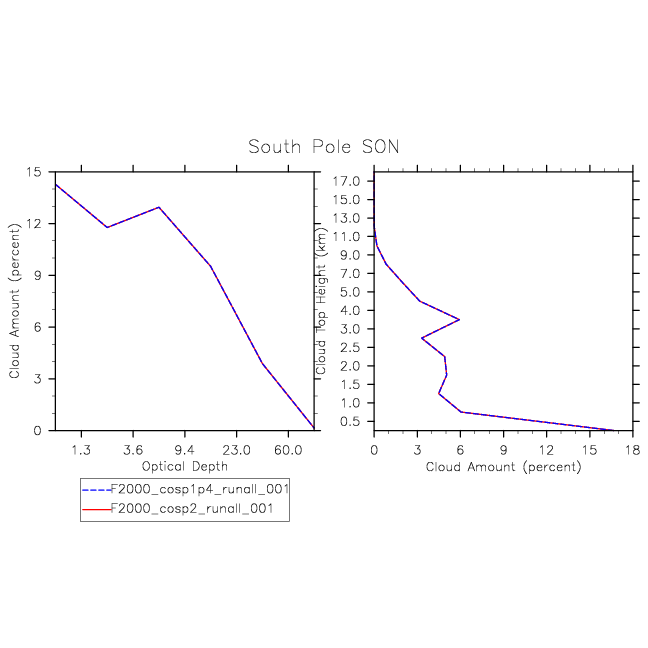 South Pole SON
15
12
9
6
3
0
Cloud Amount (percent)
1.3 3.6 9.4 23.0 60.0
Optical Depth
17.0
15.0
13.0
11.0
9.0
7.0
5.0
4.0
3.0
2.5
2.0
1.5
1.0
0.5
Cloud Top Height (km)
0 3 6 9 12 15 18
Cloud Amount (percent)
F2000_cosp1p4_runall_001
F2000_cosp2_runall_001